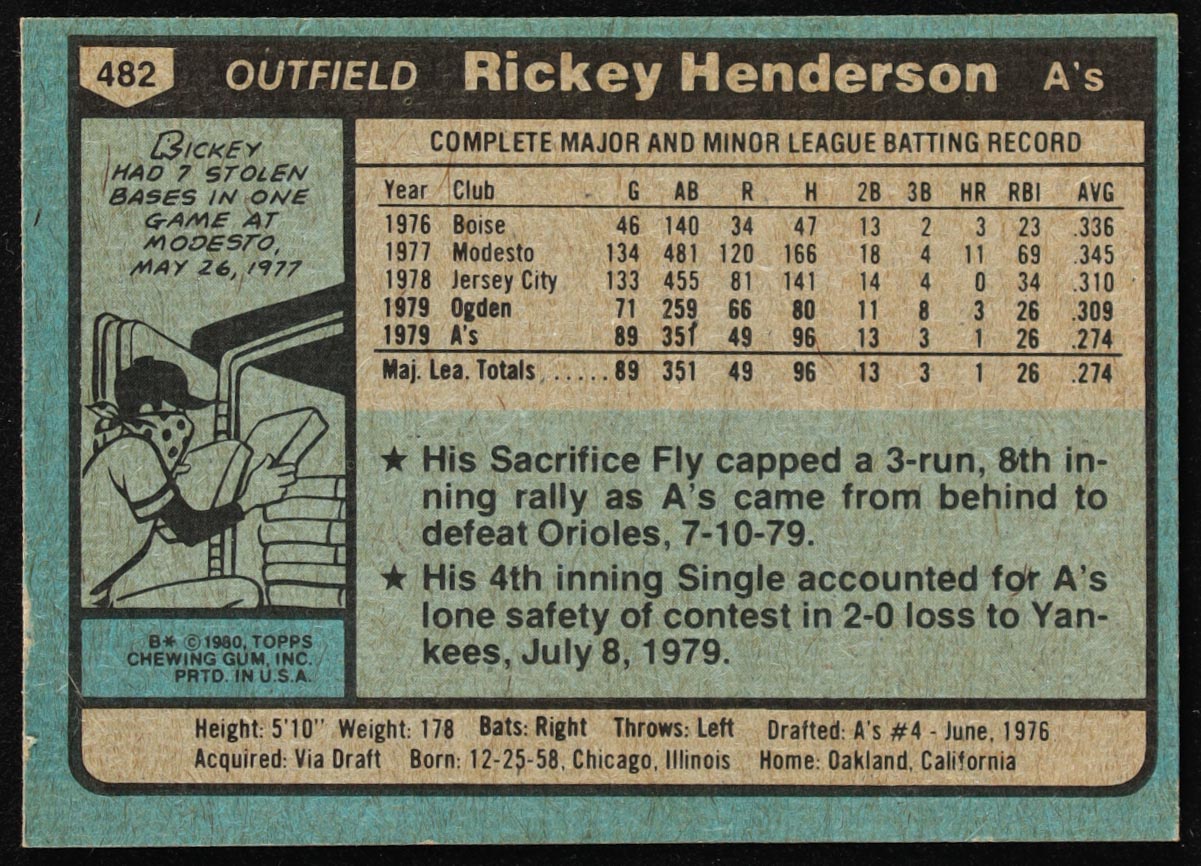 482 OUTFIELD Rickey Henderson A's
RICKEY
HAD 7 STOLEN
BASES IN ONE
GAME AT
MODESTO,
MAY 26, 1977
B* © 1980, TOPPS
CHEWING GUM, INC.
PRTD. IN U.S.A.
COMPLETE MAJOR AND MINOR LEAGUE BATTING RECORD
Year Club G AB R H 2B 3B HR RBI AVG
1976 Boise 46 140 34 47 13 2 3 23 .336
1977 Modesto 134 481 120 166 18 4 11 69 .345
1978 Jersey City 133 455 81 141 14 4 0 34 .310
1979 Ogden 71 259 66 80 11 8 3 26 .309
1979 A's 89 351 49 96 13 3 1 26 .274
Maj. Lea. Totals ...... 89 351 49 96 13 3 1 26 .274
★ His Sacrifice Fly capped a 3-run, 8th in-
ning rally as A's came from behind to
defeat Orioles, 7-10-79.
★ His 4th inning Single accounted for A's
lone safety of contest in 2-0 loss to Yan-
kees, July 8, 1979.
Height: 5'10" Weight: 178 Bats: Right Throws: Left Drafted: A's #4 - June, 1976
Acquired: Via Draft Born: 12-25-58, Chicago, Illinois Home: Oakland, California